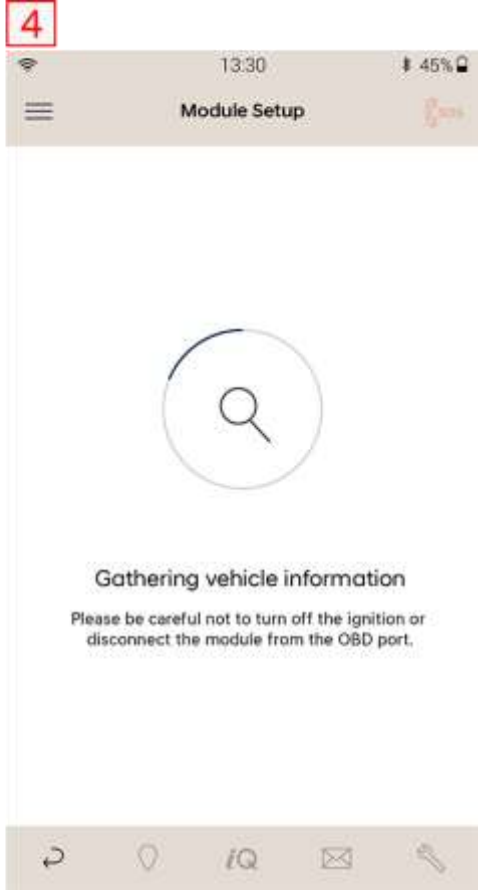 4
13:30
45%
Module Setup
SOS
Gathering vehicle information
Please be careful not to turn off the ignition or
disconnect the module from the OBD port.
iQ